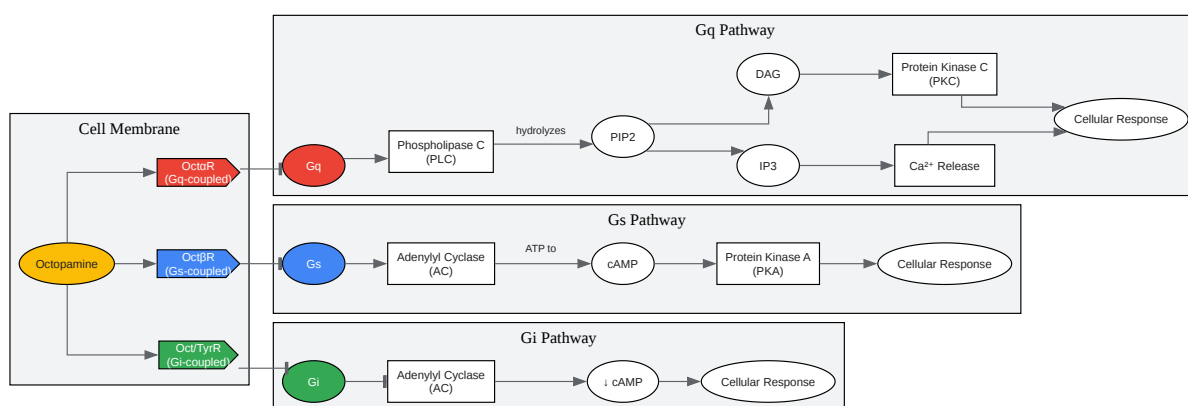 Cell Membrane
Octopamine
OctαR
(Gq-coupled)
OctβR
(Gs-coupled)
Oct/TyrR
(Gi-coupled)
Gq Pathway
Gq
Phospholipase C
(PLC)
hydrolyzes
PIP2
DAG
IP3
Protein Kinase C
(PKC)
Ca²⁺ Release
Cellular Response
Gs Pathway
Gs
Adenylyl Cyclase
(AC)
ATP to
cAMP
Protein Kinase A
(PKA)
Cellular Response
Gi Pathway
Gi
Adenylyl Cyclase
(AC)
↓ cAMP
Cellular Response